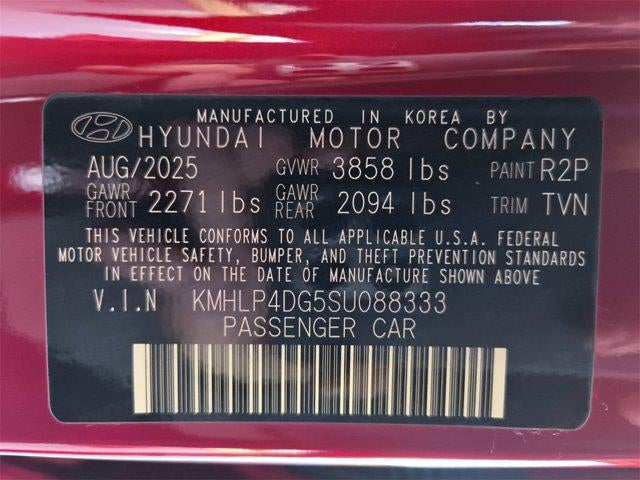 MANUFACTURED IN KOREA BY
HYUNDAI MOTOR COMPANY
AUG/2025 GVWR 3858 lbs PAINT R2P
GAWR FRONT 2271 lbs GAWR REAR 2094 lbs TRIM TVN
THIS VEHICLE CONFORMS TO ALL APPLICABLE U.S.A. FEDERAL
MOTOR VEHICLE SAFETY, BUMPER, AND THEFT PREVENTION STANDARDS
IN EFFECT ON THE DATE OF MANUFACTURE SHOWN ABOVE
V.I.N KMHLP4DG5SU088333
PASSENGER CAR